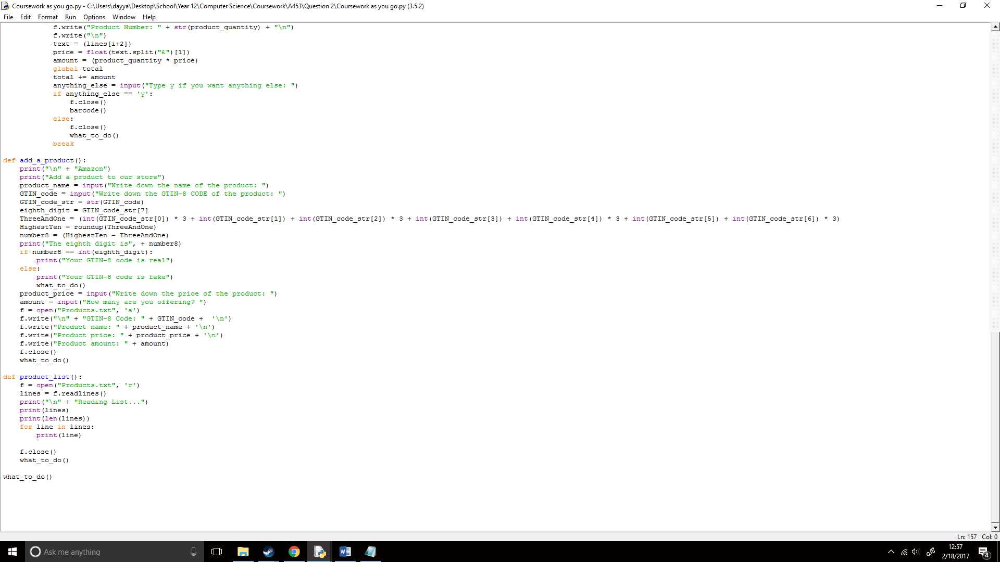 Coursework as you go.py - C:\Users\dayya\Desktop\School\Year 12\Computer Science\Coursework\A453\Question 2\Coursework as you go.py (3.5.2)
File Edit Format Run Options Window Help
            f.write("Product Number: " + str(product_quantity) + "\n")
            f.write("\n")
            text = (lines[i+2])
            price = float(text.split("£")[1])
            amount = (product_quantity * price)
            global total
            total += amount
            anything_else = input("Type y if you want anything else: ")
            if anything_else == 'y':
                f.close()
                barcode()
            else:
                f.close()
                what_to_do()
            break

def add_a_product():
    print("\n" + "Amazon")
    print("Add a product to our store")
    product_name = input("Write down the name of the product: ")
    GTIN_code = input("Write down the GTIN-8 CODE of the product: ")
    GTIN_code_str = str(GTIN_code)
    eighth_digit = GTIN_code_str[7]
    ThreeAndOne = (int(GTIN_code_str[0]) * 3 + int(GTIN_code_str[1]) + int(GTIN_code_str[2]) * 3 + int(GTIN_code_str[3]) + int(GTIN_code_str[4]) * 3 + int(GTIN_code_str[5]) + int(GTIN_code_str[6]) * 3)
    HighestTen = roundup(ThreeAndOne)
    number8 = (HighestTen - ThreeAndOne)
    print("The eighth digit is", + number8)
    if number8 == int(eighth_digit):
        print("Your GTIN-8 code is real")
    else:
        print("Your GTIN-8 code is fake")
        what_to_do()
    product_price = input("Write down the price of the product: ")
    amount = input("How many are you offering? ")
    f = open("Products.txt", 'a')
    f.write("\n" + "GTIN-8 Code: " + GTIN_code +  '\n')
    f.write("Product name: " + product_name + '\n')
    f.write("Product price: " + product_price + '\n')
    f.write("Product amount: " + amount)
    f.close()
    what_to_do()

def product_list():
    f = open("Products.txt", 'r')
    lines = f.readlines()
    print("\n" + "Reading List...")
    print(lines)
    print(len(lines))
    for line in lines:
        print(line)

    f.close()
    what_to_do()

what_to_do()
Ln: 157 Col: 0
Ask me anything
12:57
2/18/2017
4